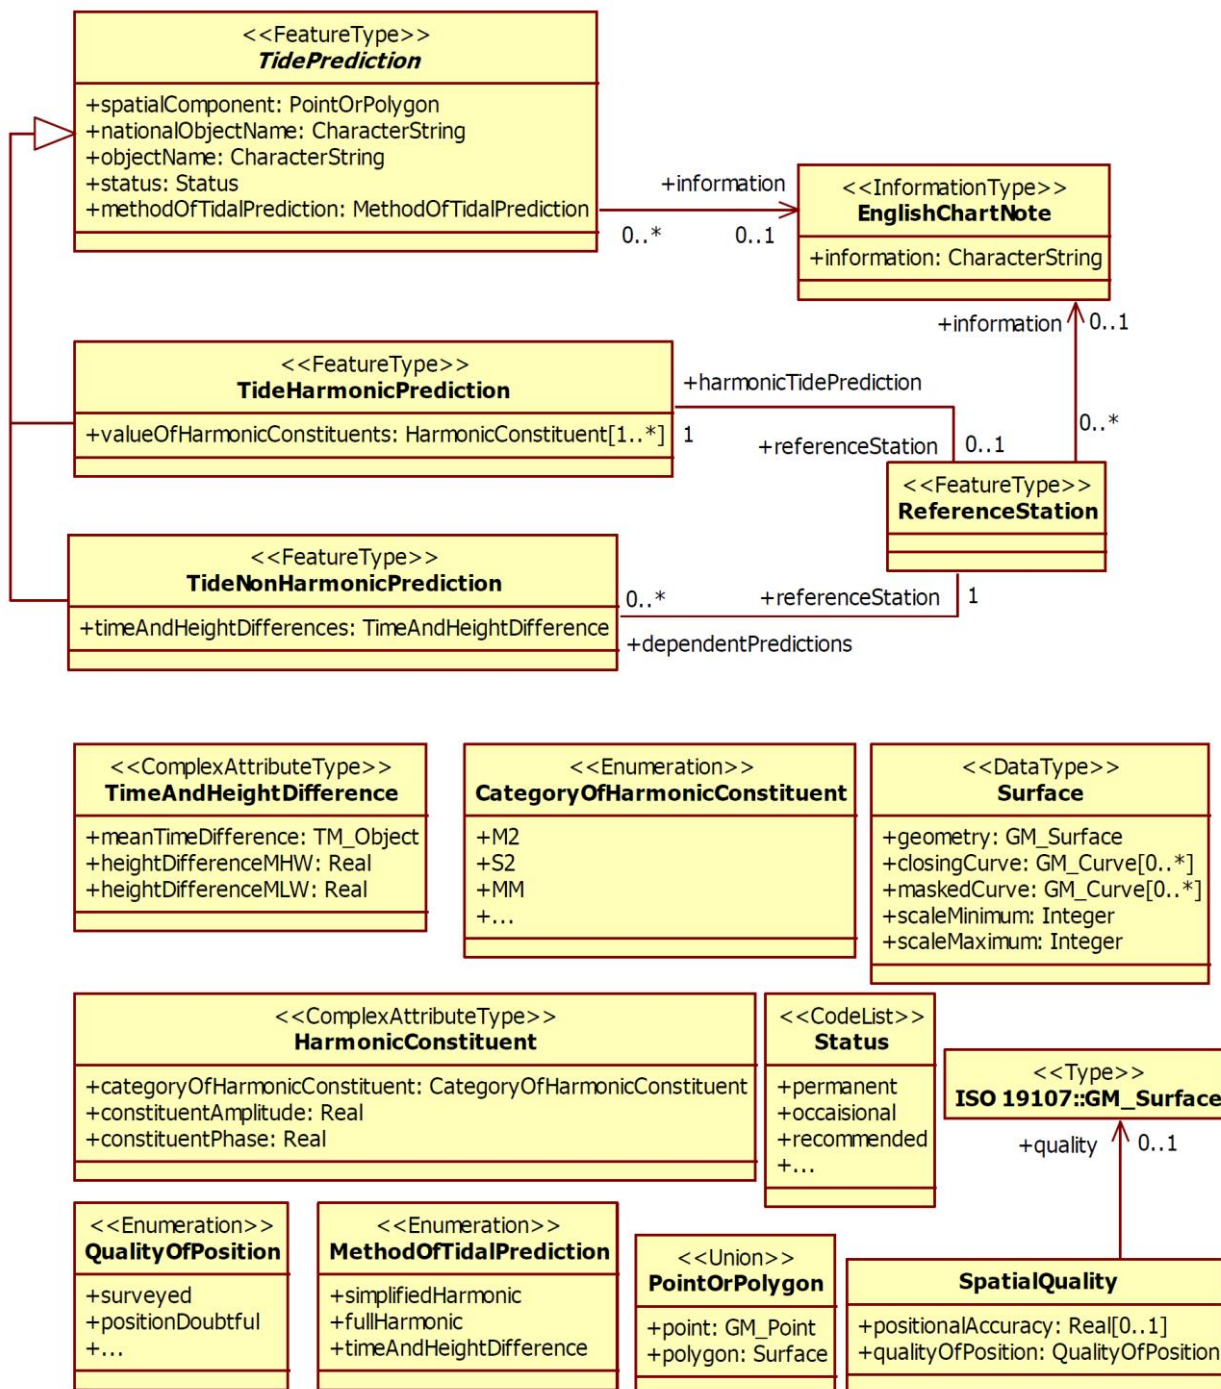 <<FeatureType>>
TidePrediction
+spatialComponent: PointOrPolygon
+nationalObjectName: CharacterString
+objectName: CharacterString
+status: Status
+methodOfTidalPrediction: MethodOfTidalPrediction
+information
0..*
0..1
<<InformationType>>
EnglishChartNote
+information: CharacterString
+information
0..1
0..*
<<FeatureType>>
TideHarmonicPrediction
+valueOfHarmonicConstituents: HarmonicConstituent[1..*]
+harmonicTidePrediction
1
+referenceStation
0..1
<<FeatureType>>
ReferenceStation
<<FeatureType>>
TideNonHarmonicPrediction
+timeAndHeightDifferences: TimeAndHeightDifference
0..*
+referenceStation
1
+dependentPredictions
<<ComplexAttributeType>>
TimeAndHeightDifference
+meanTimeDifference: TM_Object
+heightDifferenceMHW: Real
+heightDifferenceMLW: Real
<<Enumeration>>
CategoryOfHarmonicConstituent
+M2
+S2
+MM
+...
<<DataType>>
Surface
+geometry: GM_Surface
+closingCurve: GM_Curve[0..*]
+maskedCurve: GM_Curve[0..*]
+scaleMinimum: Integer
+scaleMaximum: Integer
<<ComplexAttributeType>>
HarmonicConstituent
+categoryOfHarmonicConstituent: CategoryOfHarmonicConstituent
+constituentAmplitude: Real
+constituentPhase: Real
<<CodeList>>
Status
+permanent
+occaisional
+recommended
+...
<<Type>>
ISO 19107::GM_Surface
+quality
0..1
<<Enumeration>>
QualityOfPosition
+surveyed
+positionDoubtful
+...
<<Enumeration>>
MethodOfTidalPrediction
+simplifiedHarmonic
+fullHarmonic
+timeAndHeightDifference
<<Union>>
PointOrPolygon
+point: GM_Point
+polygon: Surface
SpatialQuality
+positionalAccuracy: Real[0..1]
+qualityOfPosition: QualityOfPosition